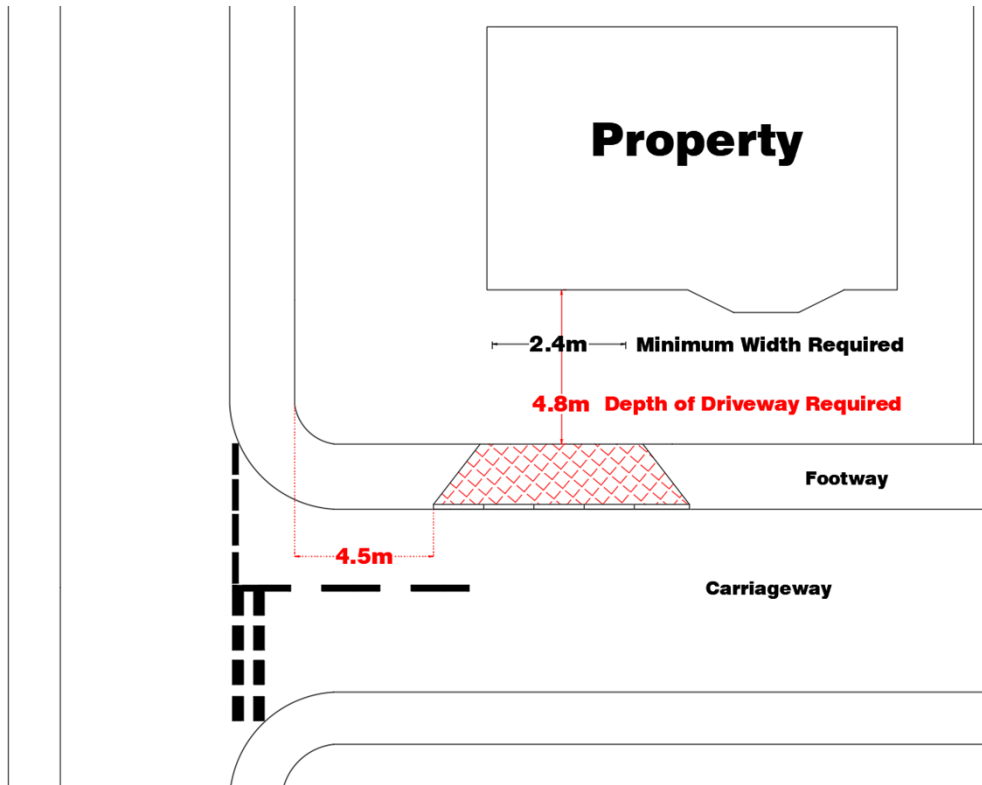 Property
2.4m Minimum Width Required
4.8m Depth of Driveway Required
Footway
4.5m
Carriageway